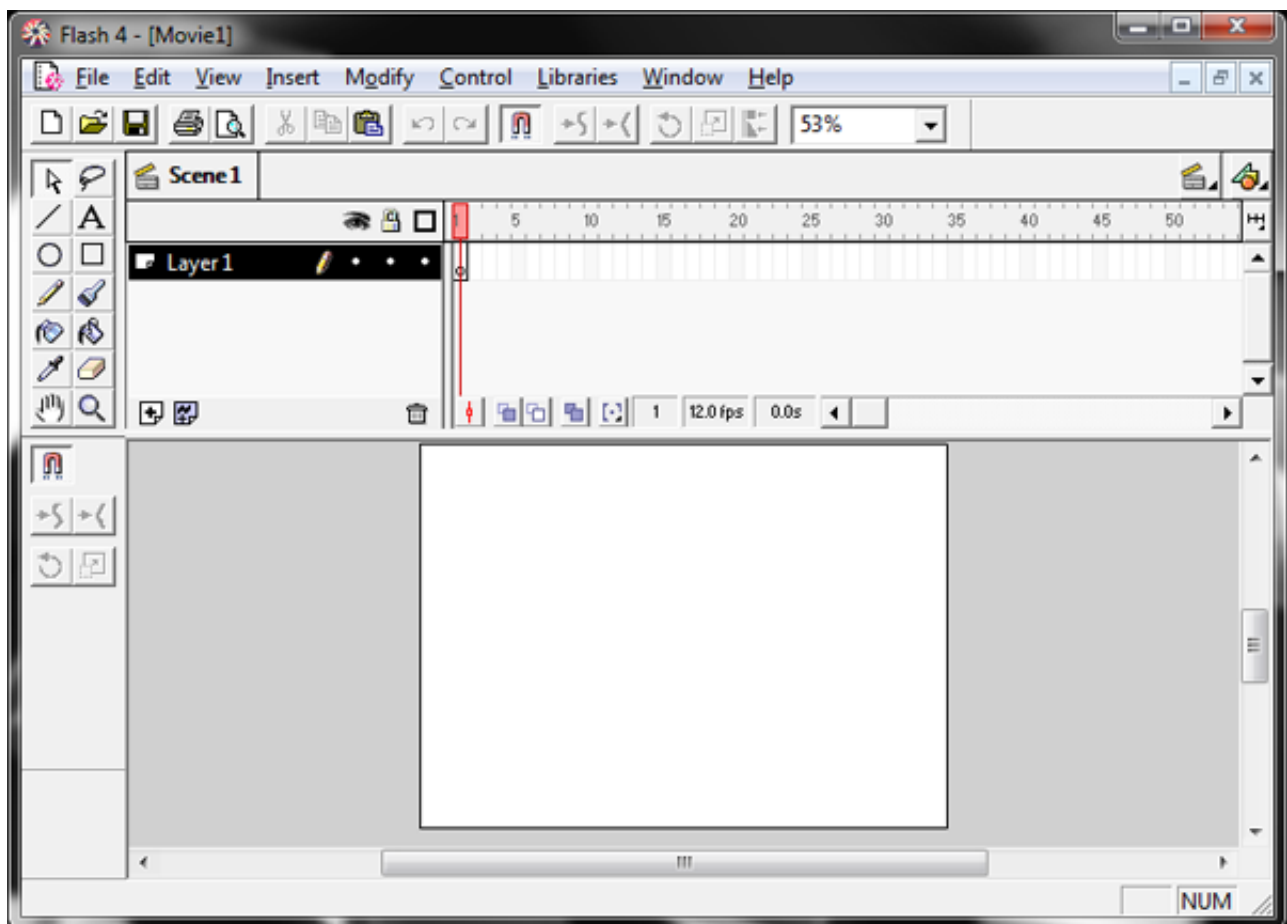 Flash 4 - [Movie1]
File Edit View Insert Modify Control Libraries Window Help
53%
Scene 1
A
1 5 10 15 20 25 30 35 40 45 50
Layer 1
1 12.0 fps 0.0s
NUM